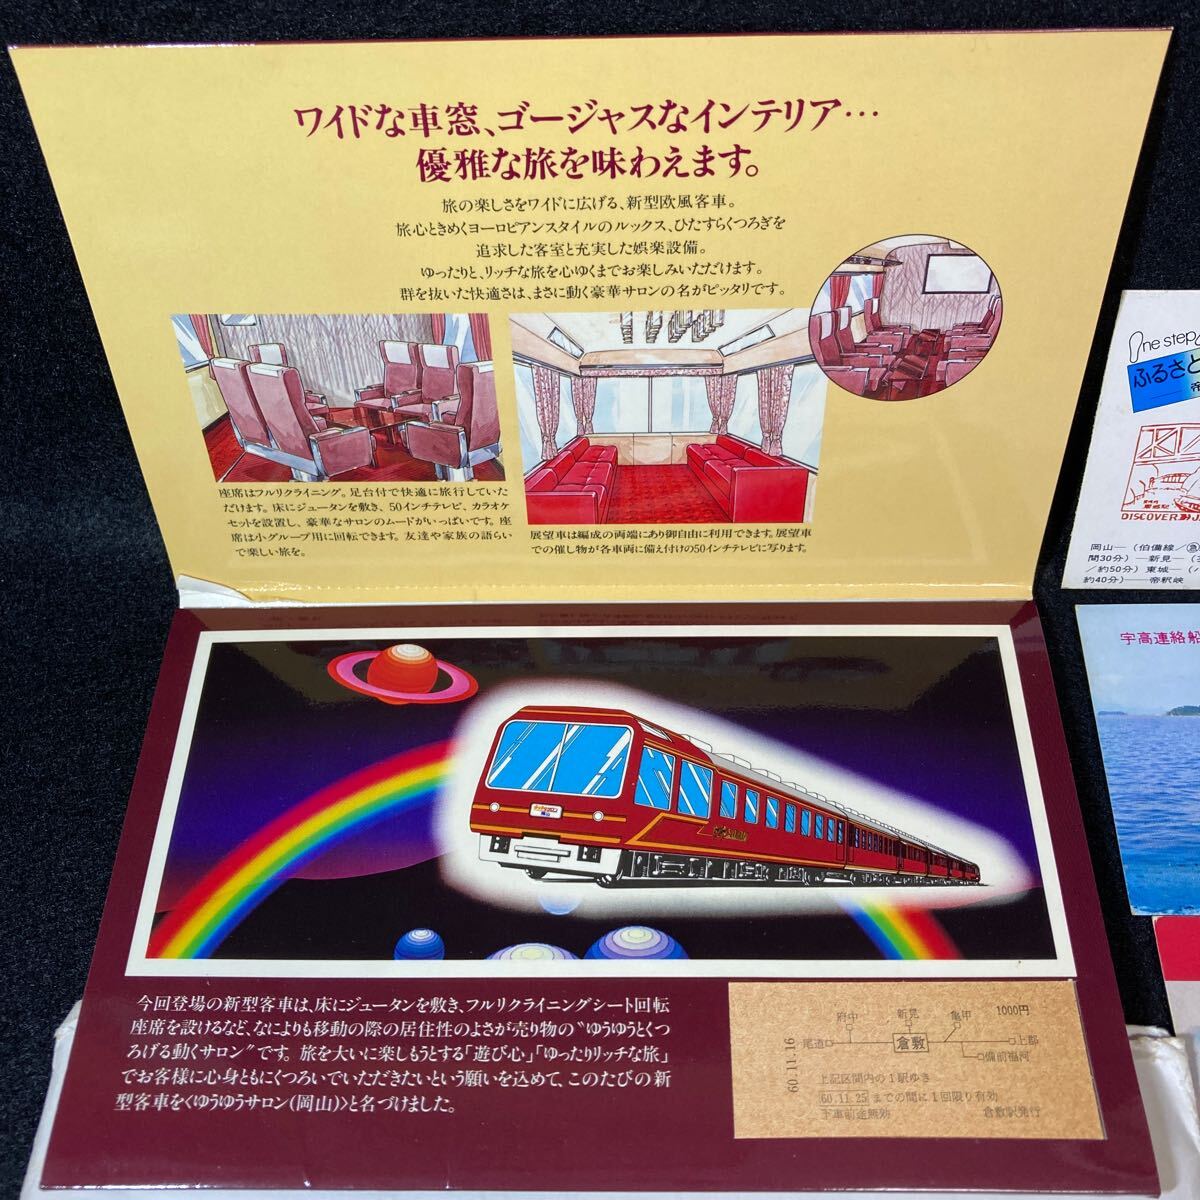 ワイドな車窓、ゴージャスなインテリア…
優雅な旅を味わえます。
旅の楽しさをワイドに広げる、新型欧風客車。
旅心ときめくヨーロピアンスタイルのルックス、ひたすらくつろぎを
追求した客室と充実した娯楽設備。
ゆったりと、リッチな旅を心ゆくまでお楽しみいただけます。
群を抜いた快適さは、まさに動く豪華サロンの名がピッタリです。
座席はフルリクライニング。足台付で快適に旅行していた
だけます。床にジュータンを敷き、50インチテレビ、カラオケ
セットを設置し、豪華なサロンのムードがいっぱいです。座
席は小グループ用に回転できます。友達や家族の語らい
で楽しい旅を。
展望車は編成の両端にあり御自由に利用できます。展望車
での催し物が各車両に備え付けの50インチテレビに写ります。
今回登場の新型客車は、床にジュータンを敷き、フルリクライニングシート回転
座席を設けるなど、なによりも移動の際の居住性のよさが売り物の“ゆうゆうとくつ
ろげる動くサロン”です。旅を大いに楽しもうとする「遊び心」「ゆったりリッチな旅」
でお客様に心身ともにくつろいでいただきたいという願いを込めて、このたびの新
型客車を〈ゆうゆうサロン(岡山)〉と名づけました。
60.11.16
府中 新見 亀甲 1000円
尾道 倉敷 上郡
備前福河
上記区間内の1駅ゆき
60.11.25 までの間に1回限り有効
下車前途無効 倉敷駅発行
One step
ふるさと
帝
DISCOVER J
岡山―(伯備線/急
間30分)―新見―(
/約50分)東城―(
約40分)―帝釈峡
宇高連絡船